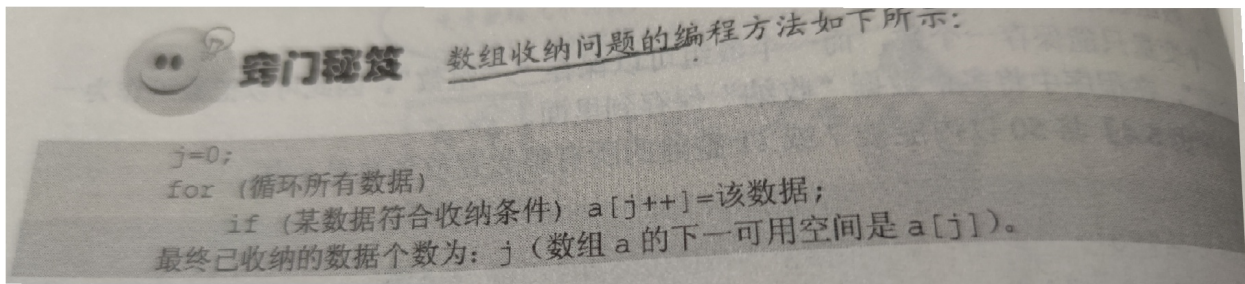 窍门秘笈 数组收纳问题的编程方法如下所示：
j=0;
for (循环所有数据)
if (某数据符合收纳条件) a[j++]=该数据;
最终已收纳的数据个数为：j（数组 a 的下一可用空间是 a[j]）。